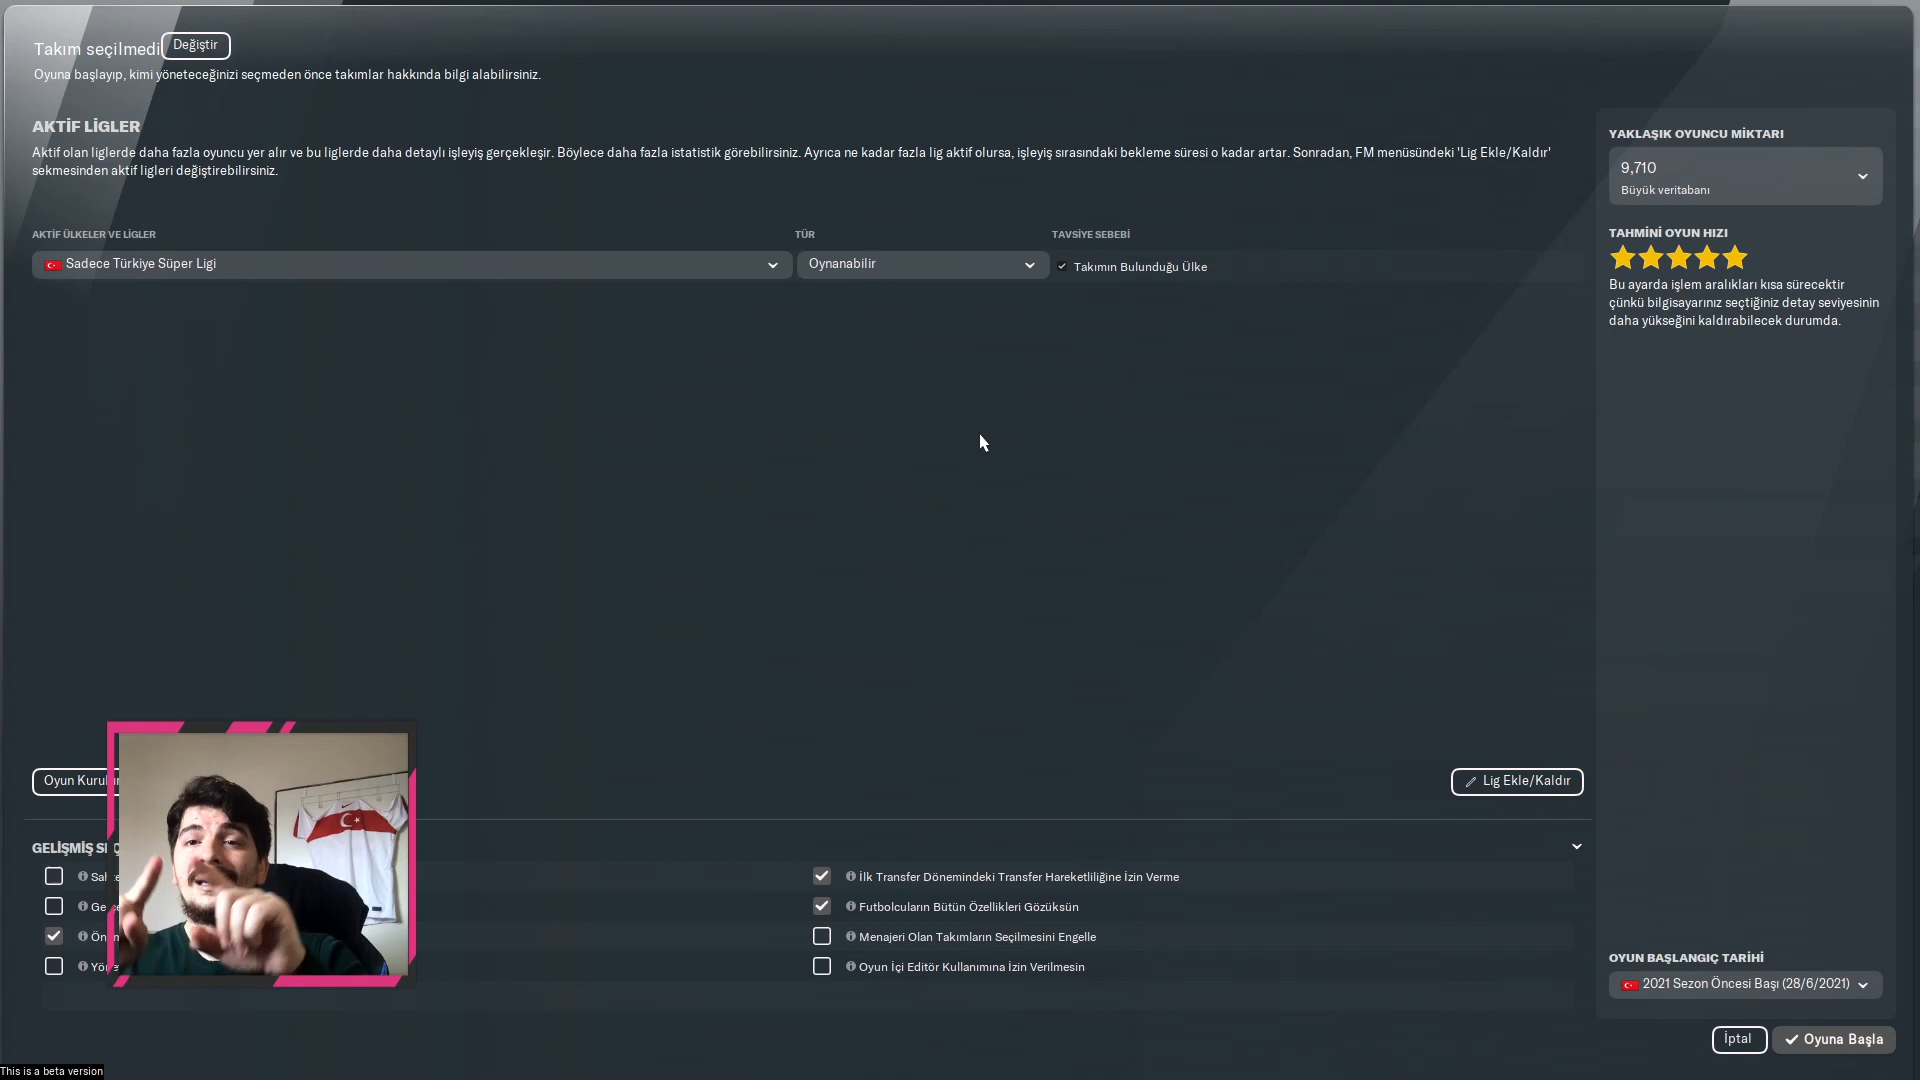 Takım seçilmedi
Değiştir
Oyuna başlayıp, kimi yöneteceğinizi seçmeden önce takımlar hakkında bilgi alabilirsiniz.
AKTİF LİGLER
Aktif olan liglerde daha fazla oyuncu yer alır ve bu liglerde daha detaylı işleyiş gerçekleşir. Böylece daha fazla istatistik görebilirsiniz. Ayrıca ne kadar fazla lig aktif olursa, işleyiş sırasındaki bekleme süresi o kadar artar. Sonradan, FM menüsündeki 'Lig Ekle/Kaldır'
sekmesinden aktif ligleri değiştirebilirsiniz.
AKTİF ÜLKELER VE LİGLER
TÜR
TAVSİYE SEBEBİ
Sadece Türkiye Süper Ligi
Oynanabilir
Takımın Bulunduğu Ülke
YAKLAŞIK OYUNCU MİKTARI
9,710
Büyük veritabanı
TAHMİNİ OYUN HIZI
Bu ayarda işlem aralıkları kısa sürecektir
çünkü bilgisayarınız seçtiğiniz detay seviyesinin
daha yükseğini kaldırabilecek durumda.
Oyun
Lig Ekle/Kaldır
GELİŞMİŞ
İlk Transfer Dönemindeki Transfer Hareketliliğine İzin Verme
Futbolcuların Bütün Özellikleri Gözüksün
Menajeri Olan Takımların Seçilmesini Engelle
Oyun İçi Editör Kullanımına İzin Verilmesin
OYUN BAŞLANGIÇ TARİHİ
2021 Sezon Öncesi Başı (28/6/2021)
İptal
Oyuna Başla
This is a beta version